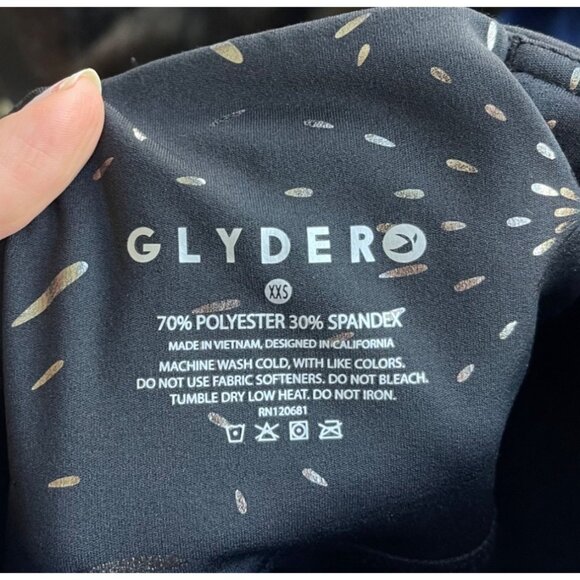 GLYDER
XXS
70% POLYESTER 30% SPANDEX
MADE IN VIETNAM, DESIGNED IN CALIFORNIA
MACHINE WASH COLD, WITH LIKE COLORS.
DO NOT USE FABRIC SOFTENERS. DO NOT BLEACH.
TUMBLE DRY LOW HEAT. DO NOT IRON.
RN120681